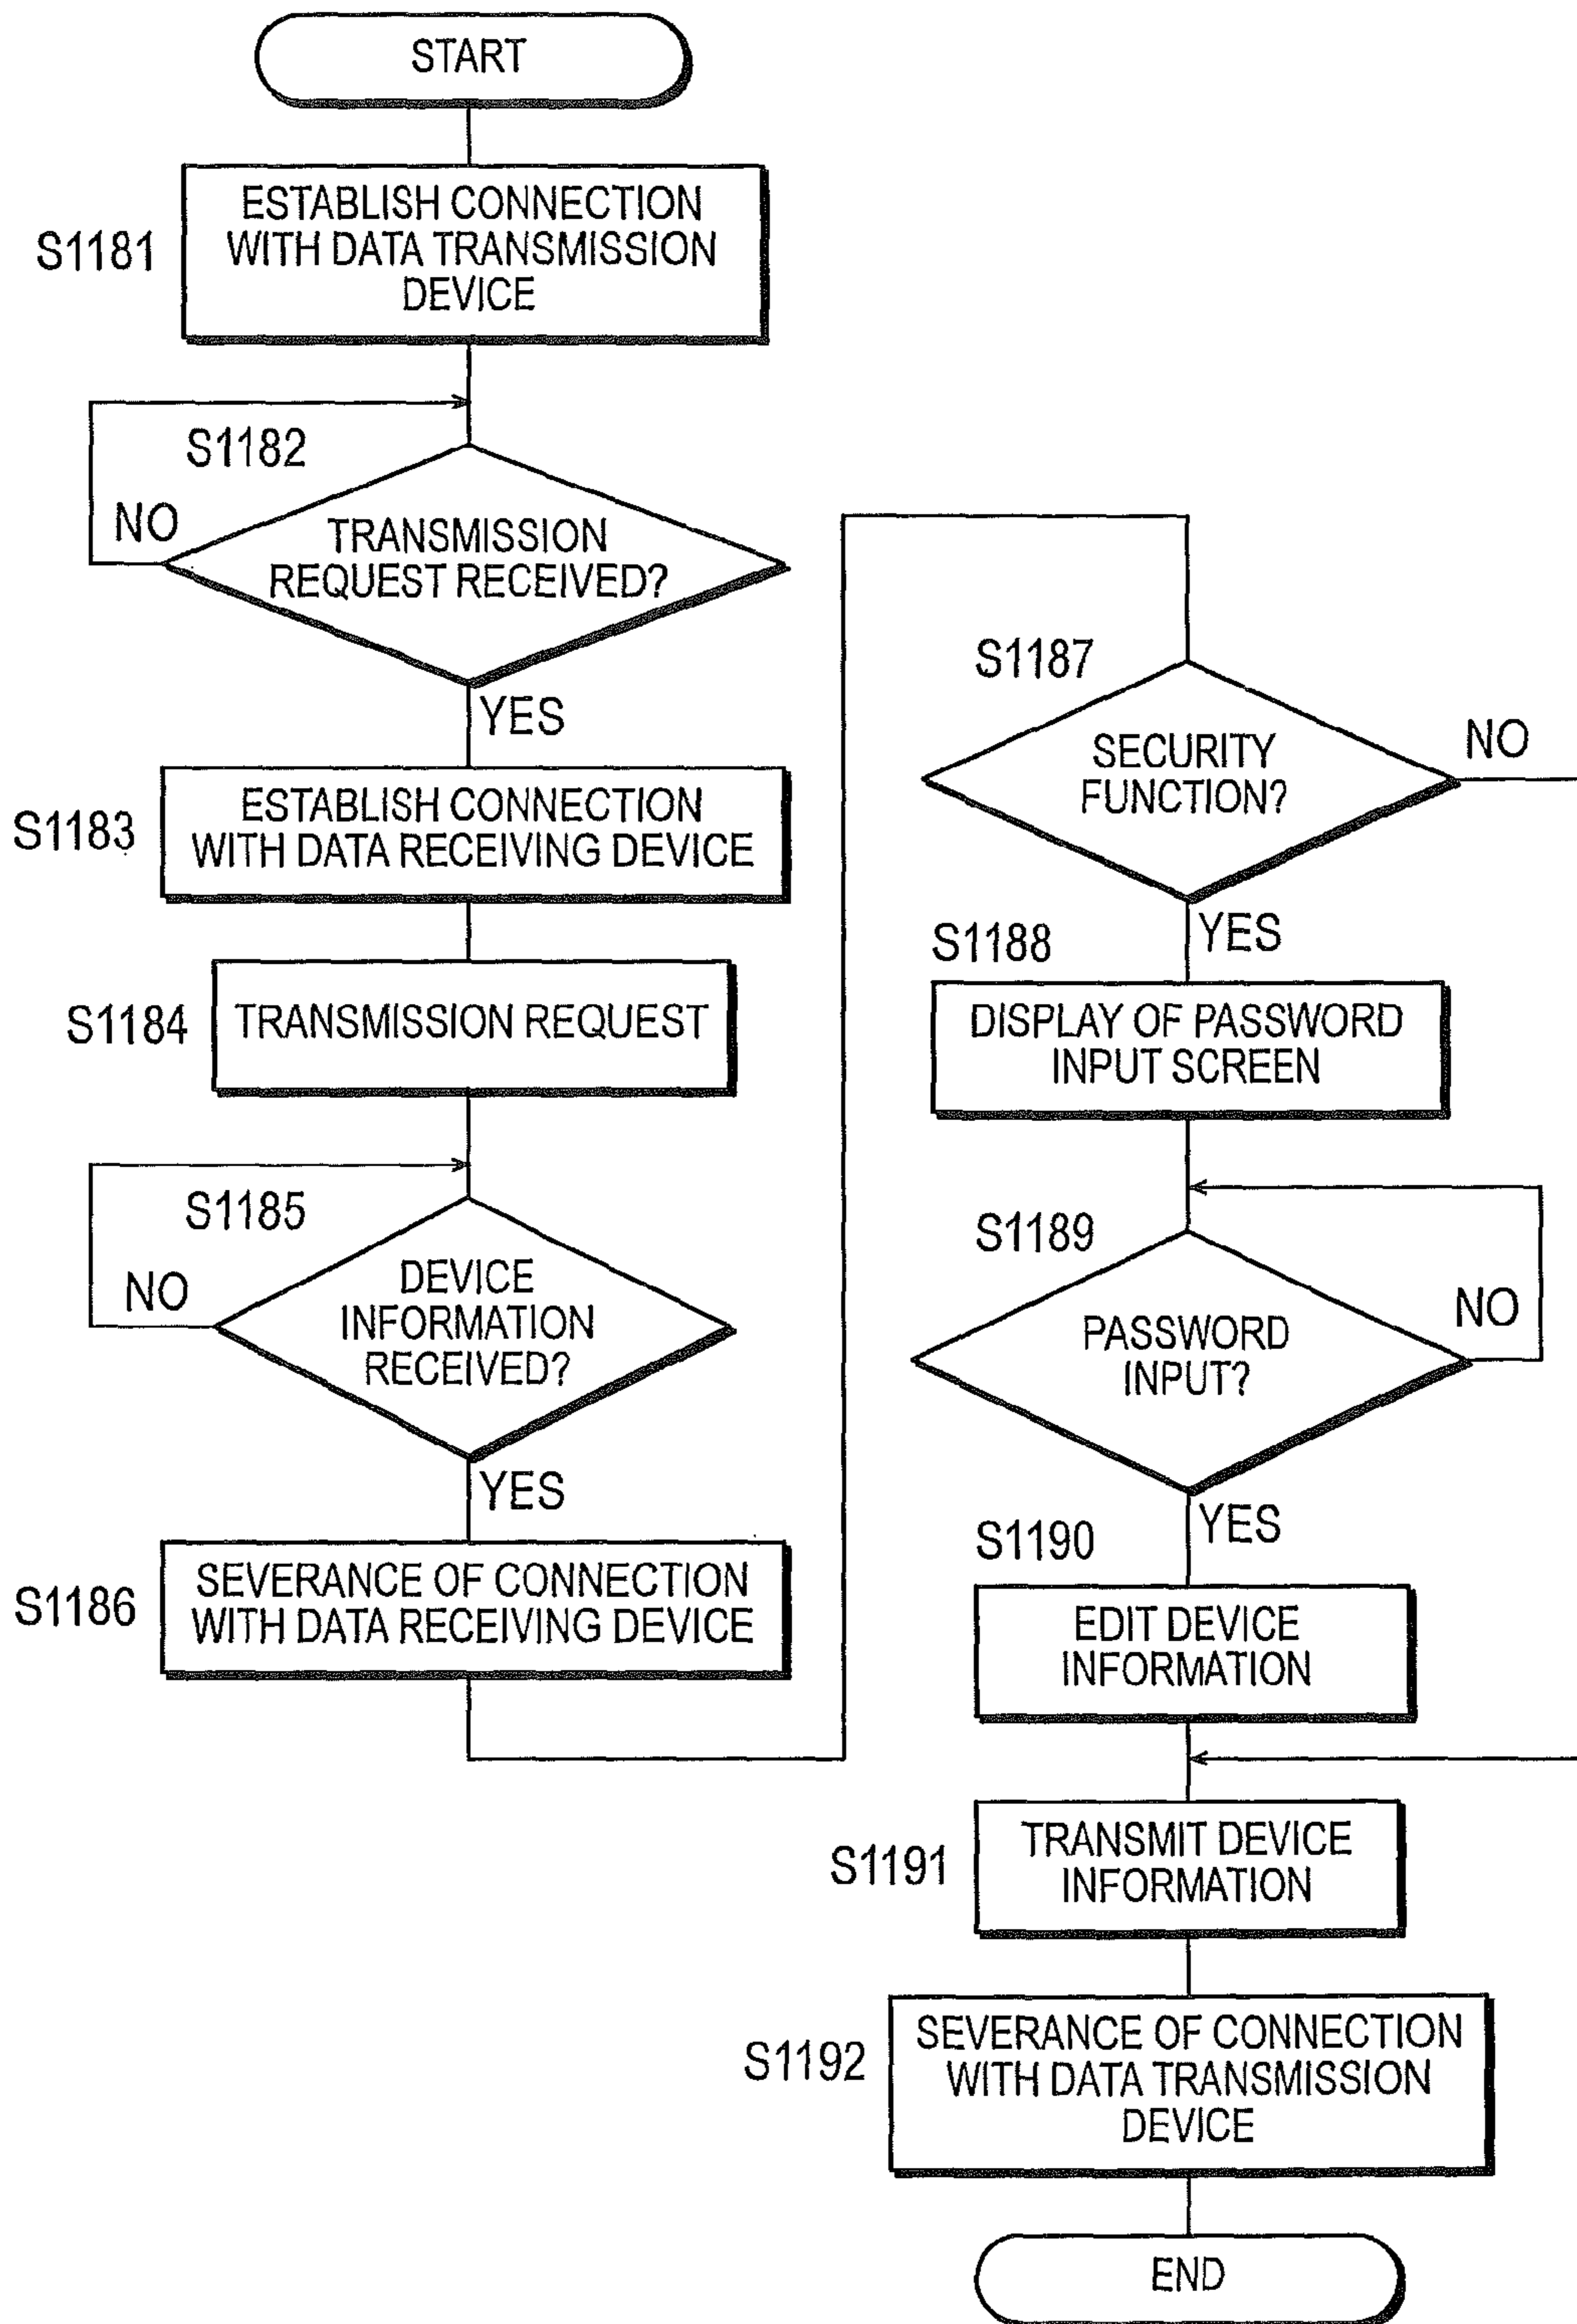 START
S1181
ESTABLISH CONNECTION
WITH DATA TRANSMISSION
DEVICE
S1182
NO
TRANSMISSION
REQUEST RECEIVED?
YES
S1183
ESTABLISH CONNECTION
WITH DATA RECEIVING DEVICE
S1184
TRANSMISSION REQUEST
S1185
NO
DEVICE
INFORMATION
RECEIVED?
YES
S1186
SEVERANCE OF CONNECTION
WITH DATA RECEIVING DEVICE
S1187
SECURITY
FUNCTION?
NO
YES
S1188
DISPLAY OF PASSWORD
INPUT SCREEN
S1189
PASSWORD
INPUT?
NO
YES
S1190
EDIT DEVICE
INFORMATION
S1191
TRANSMIT DEVICE
INFORMATION
S1192
SEVERANCE OF CONNECTION
WITH DATA TRANSMISSION
DEVICE
END